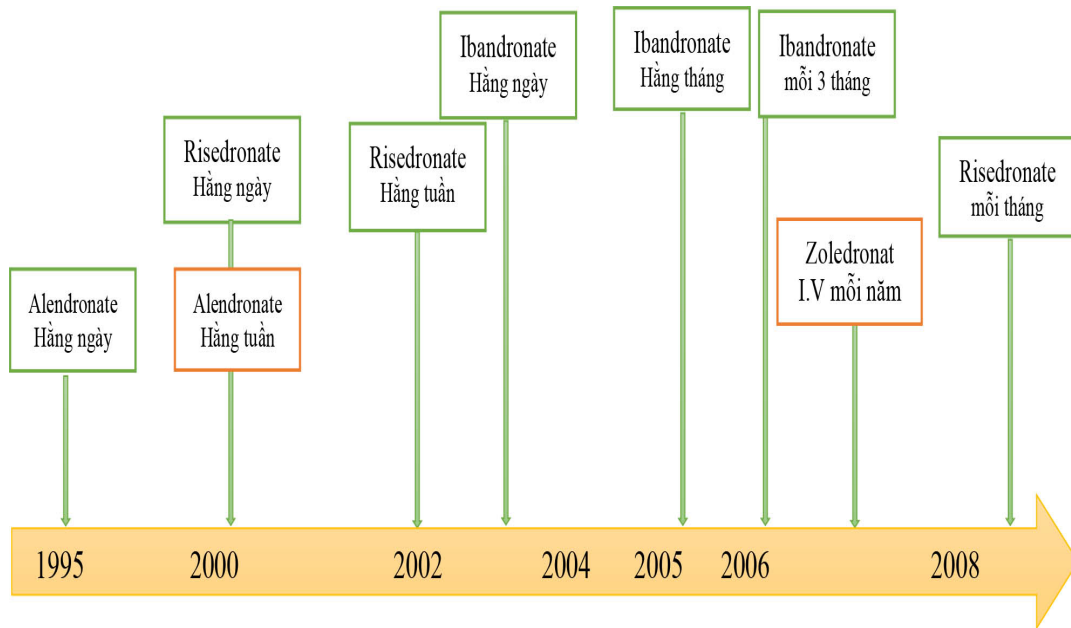 Ibandronate
Hằng ngày
Ibandronate
Hằng tháng
Ibandronate
mỗi 3 tháng
Risedronate
Hằng ngày
Risedronate
Hằng tuần
Risedronate
mỗi tháng
Alendronate
Hằng ngày
Alendronate
Hằng tuần
Zoledronat
I.V mỗi năm
1995
2000
2002
2004
2005
2006
2008